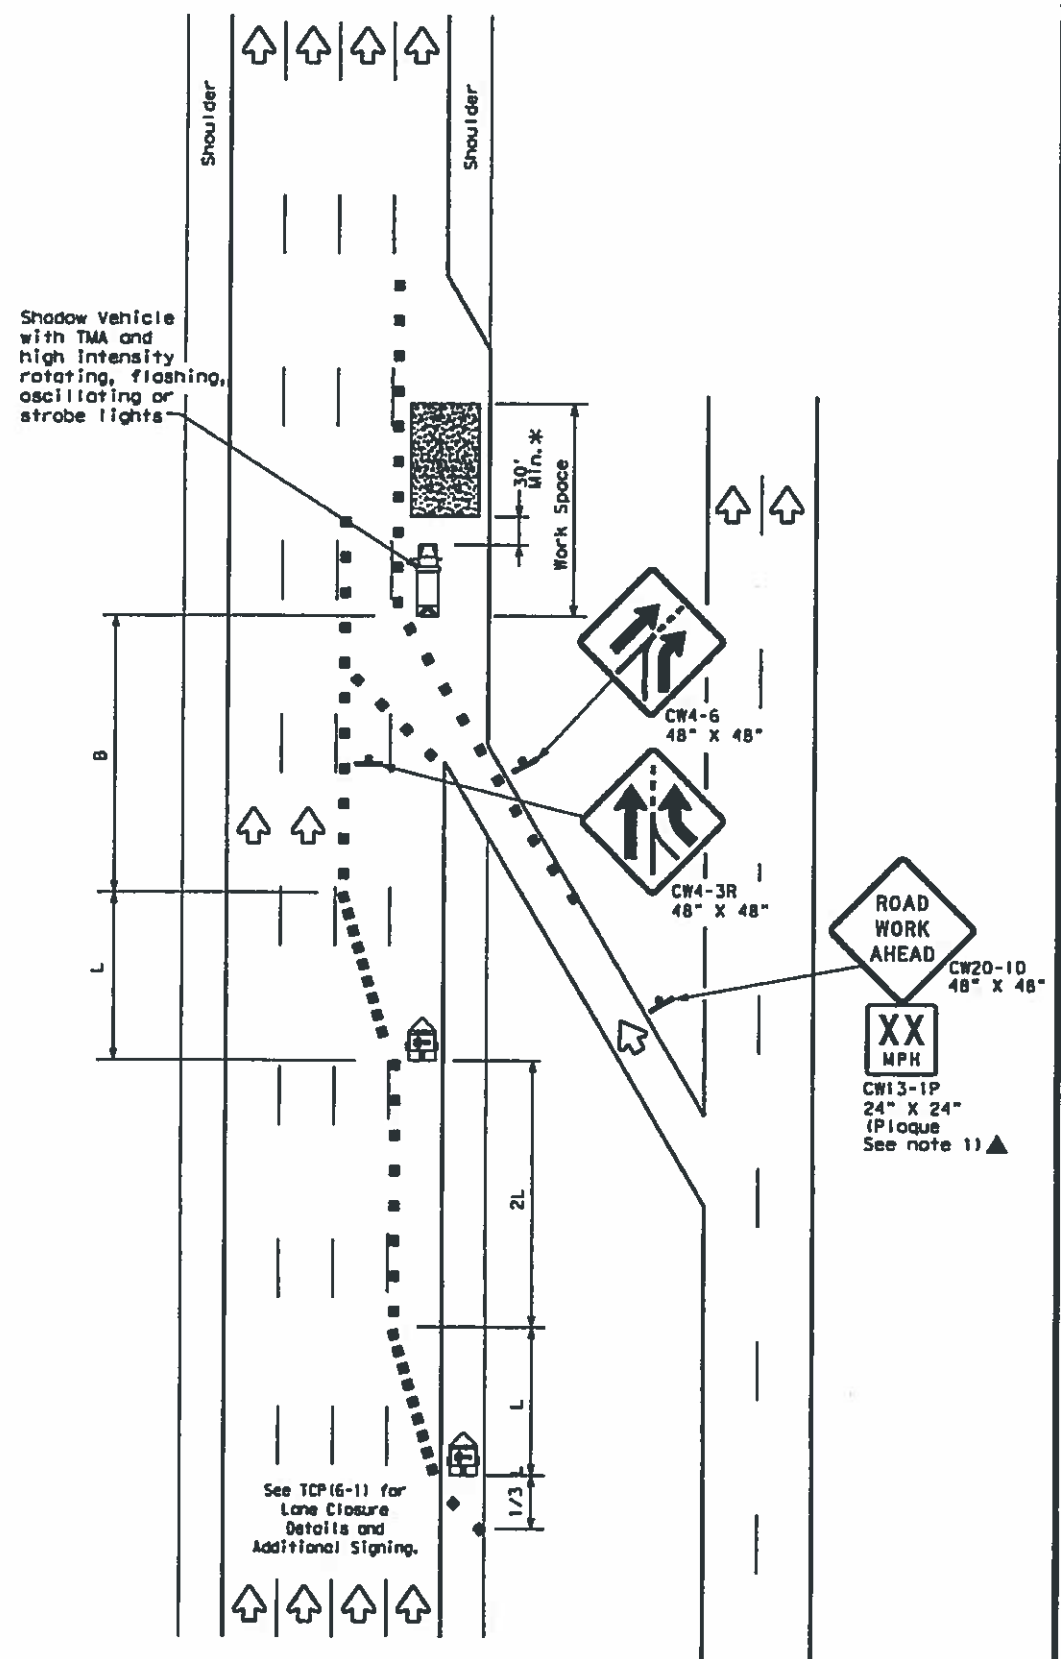 Shoulder
Shoulder
Shadow Vehicle
with TMA and
high intensity
rotating, flashing,
oscillating or
strobe lights
30'
Min.*
Work Space
CW4-6
48" X 48"
B
CW4-3R
48" X 48"
ROAD
WORK
AHEAD
CW20-1D
48" X 48"
L
XX
MPH
CW13-1P
24" X 24"
(Plaque
See note 1)▲
2L
L
1/3 L
See TCP(6-1) for
Lane Closure
Details and
Additional Signing.